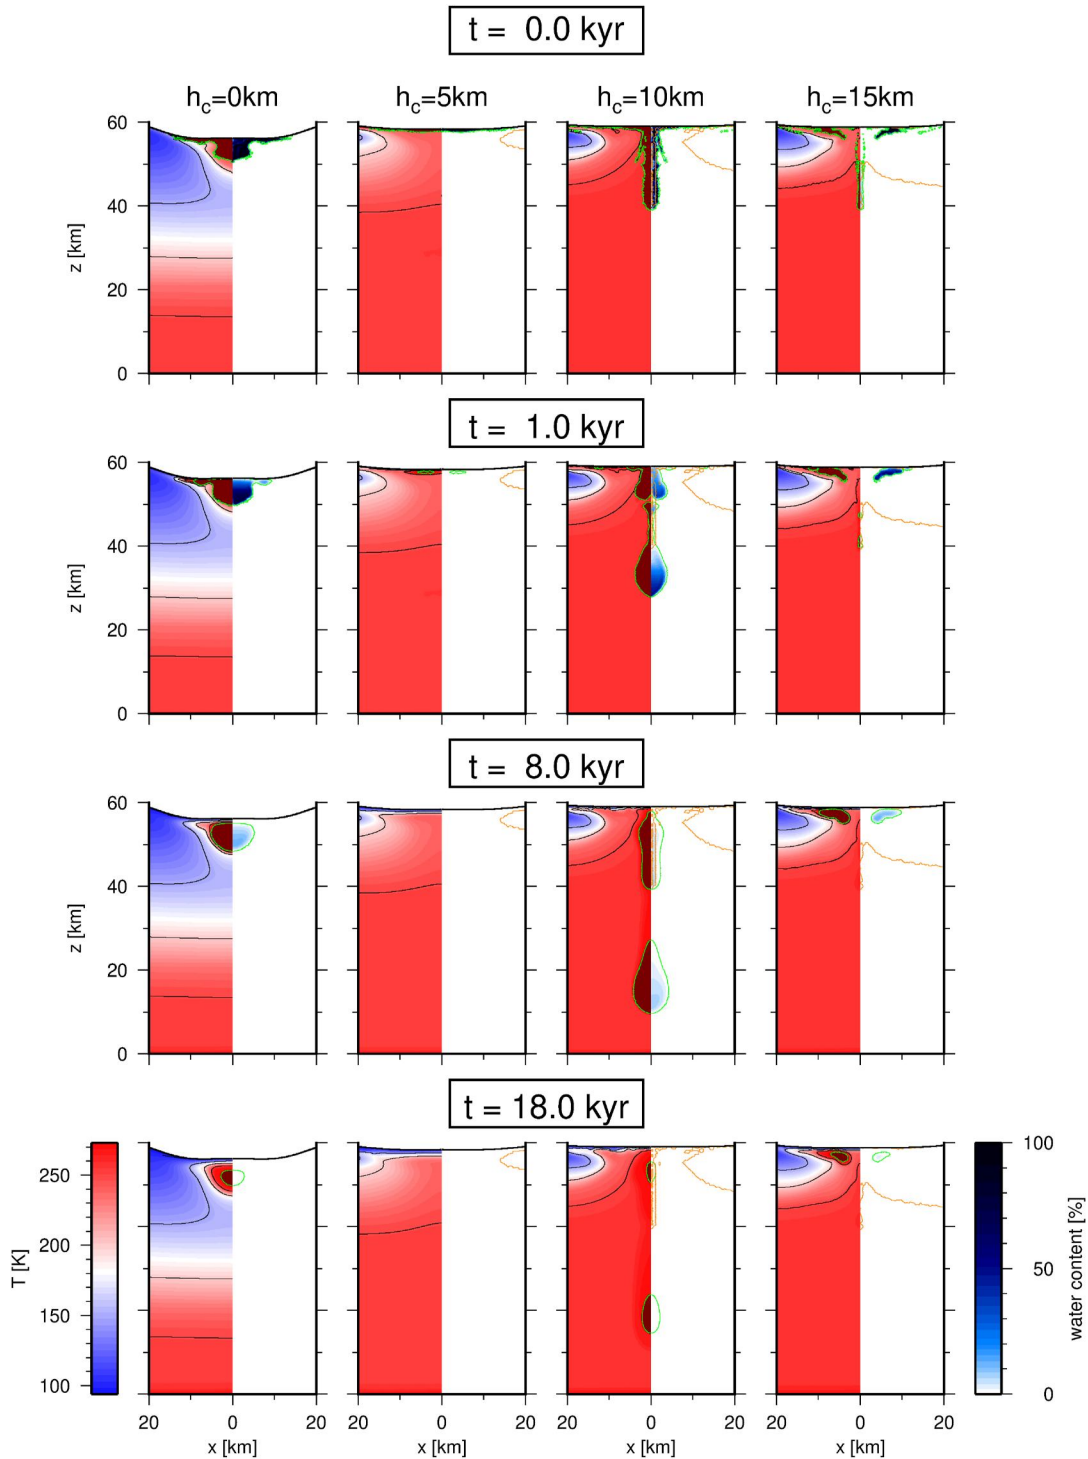 t = 0.0 kyr
h_c=0km h_c=5km h_c=10km h_c=15km
60
40
z [km]
20
0
t = 1.0 kyr
60
40
z [km]
20
0
t = 8.0 kyr
60
40
z [km]
20
0
t = 18.0 kyr
250
200
T [K]
150
100
100
50
water content [%]
0
20 0 20 0 20 0 20 0 20
x [km] x [km] x [km] x [km]